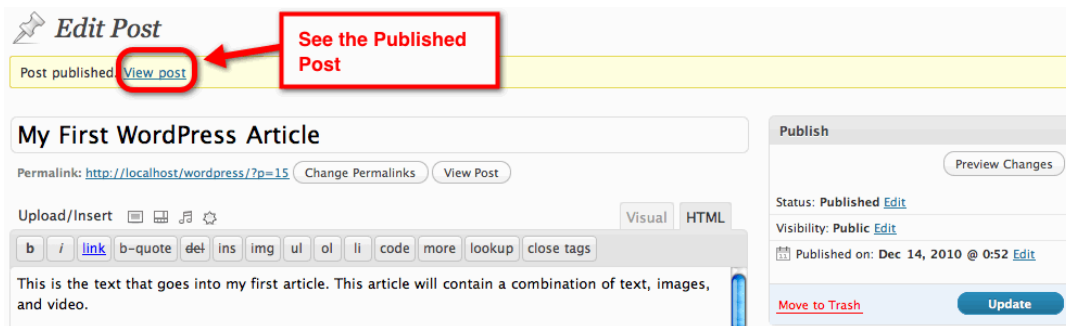 Edit Post
See the Published
Post
Post published. View post
My First WordPress Article
Permalink: http://localhost/wordpress/?p=15 Change Permalinks View Post
Upload/Insert
Visual HTML
b i link b-quote del ins img ul ol li code more lookup close tags
This is the text that goes into my first article. This article will contain a combination of text, images,
and video.
Publish
Preview Changes
Status: Published Edit
Visibility: Public Edit
Published on: Dec 14, 2010 @ 0:52 Edit
Move to Trash Update